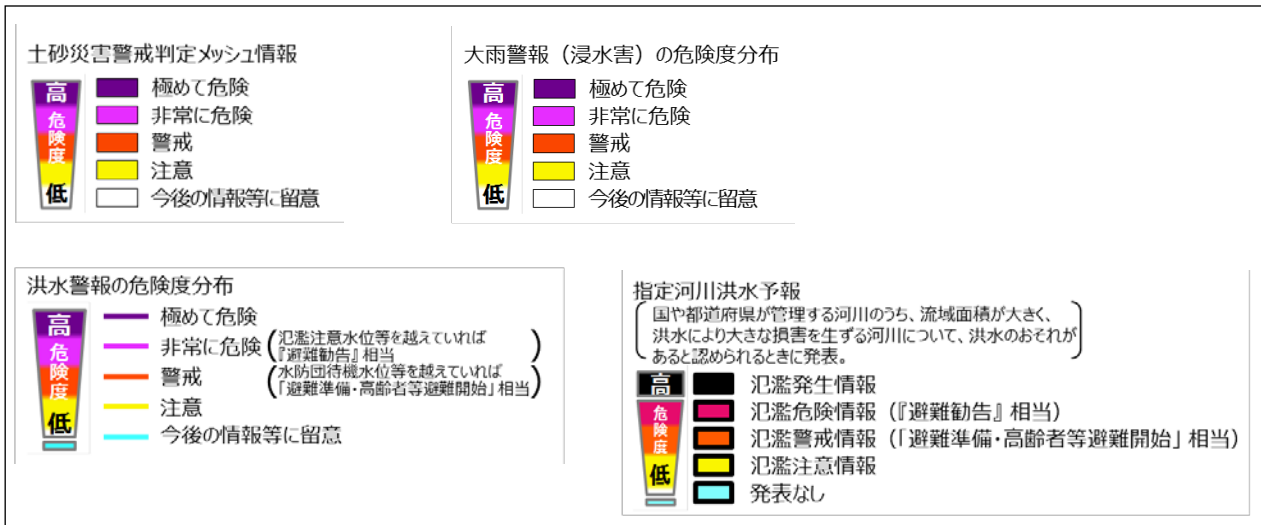 土砂災害警戒判定メッシュ情報
高
危険度
低
極めて危険
非常に危険
警戒
注意
今後の情報等に留意
大雨警報（浸水害）の危険度分布
高
危険度
低
極めて危険
非常に危険
警戒
注意
今後の情報等に留意
洪水警報の危険度分布
高
危険度
低
極めて危険
非常に危険（氾濫注意水位等を越えていれば
『避難勧告』相当）
警戒（水防団待機水位等を越えていれば
「避難準備・高齢者等避難開始」相当）
注意
今後の情報等に留意
指定河川洪水予報
（国や都道府県が管理する河川のうち、流域面積が大きく、
洪水により大きな損害を生ずる河川について、洪水のおそれが
あると認められるときに発表。）
高
危険度
低
氾濫発生情報
氾濫危険情報（『避難勧告』相当）
氾濫警戒情報（「避難準備・高齢者等避難開始」相当）
氾濫注意情報
発表なし